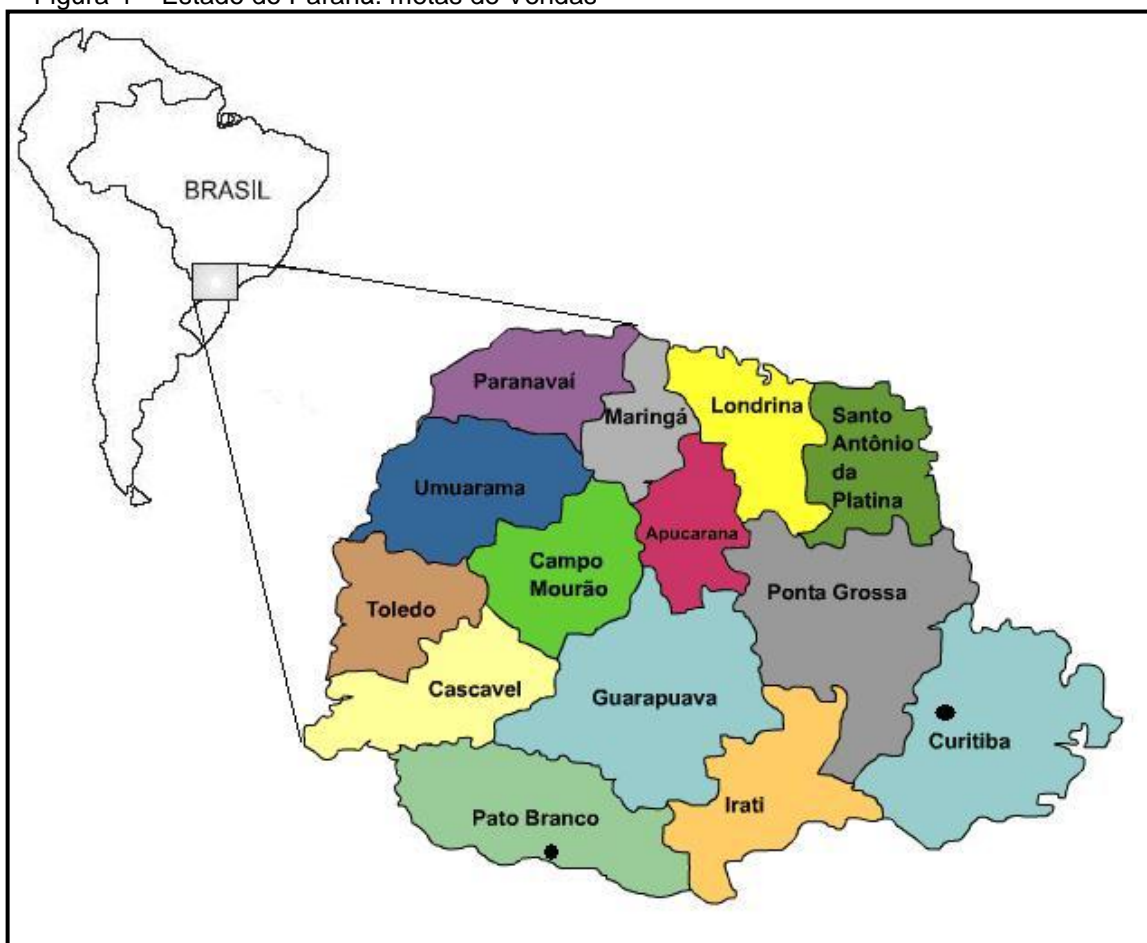 Figura 4 – Estado do Paraná: metas de Vendas
BRASIL
Paranavaí
Maringá
Londrina
Santo
Antônio
da
Platina
Umuarama
Apucarana
Campo
Mourão
Ponta Grossa
Toledo
Cascavel
Guarapuava
Curitiba
Irati
Pato Branco